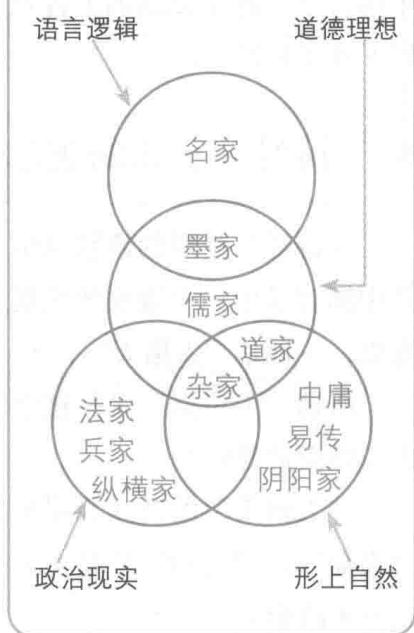 语言逻辑 道德理想
名家
墨家
儒家
道家
杂家
法家
兵家
纵横家
中庸
易传
阴阳家
政治现实 形上自然